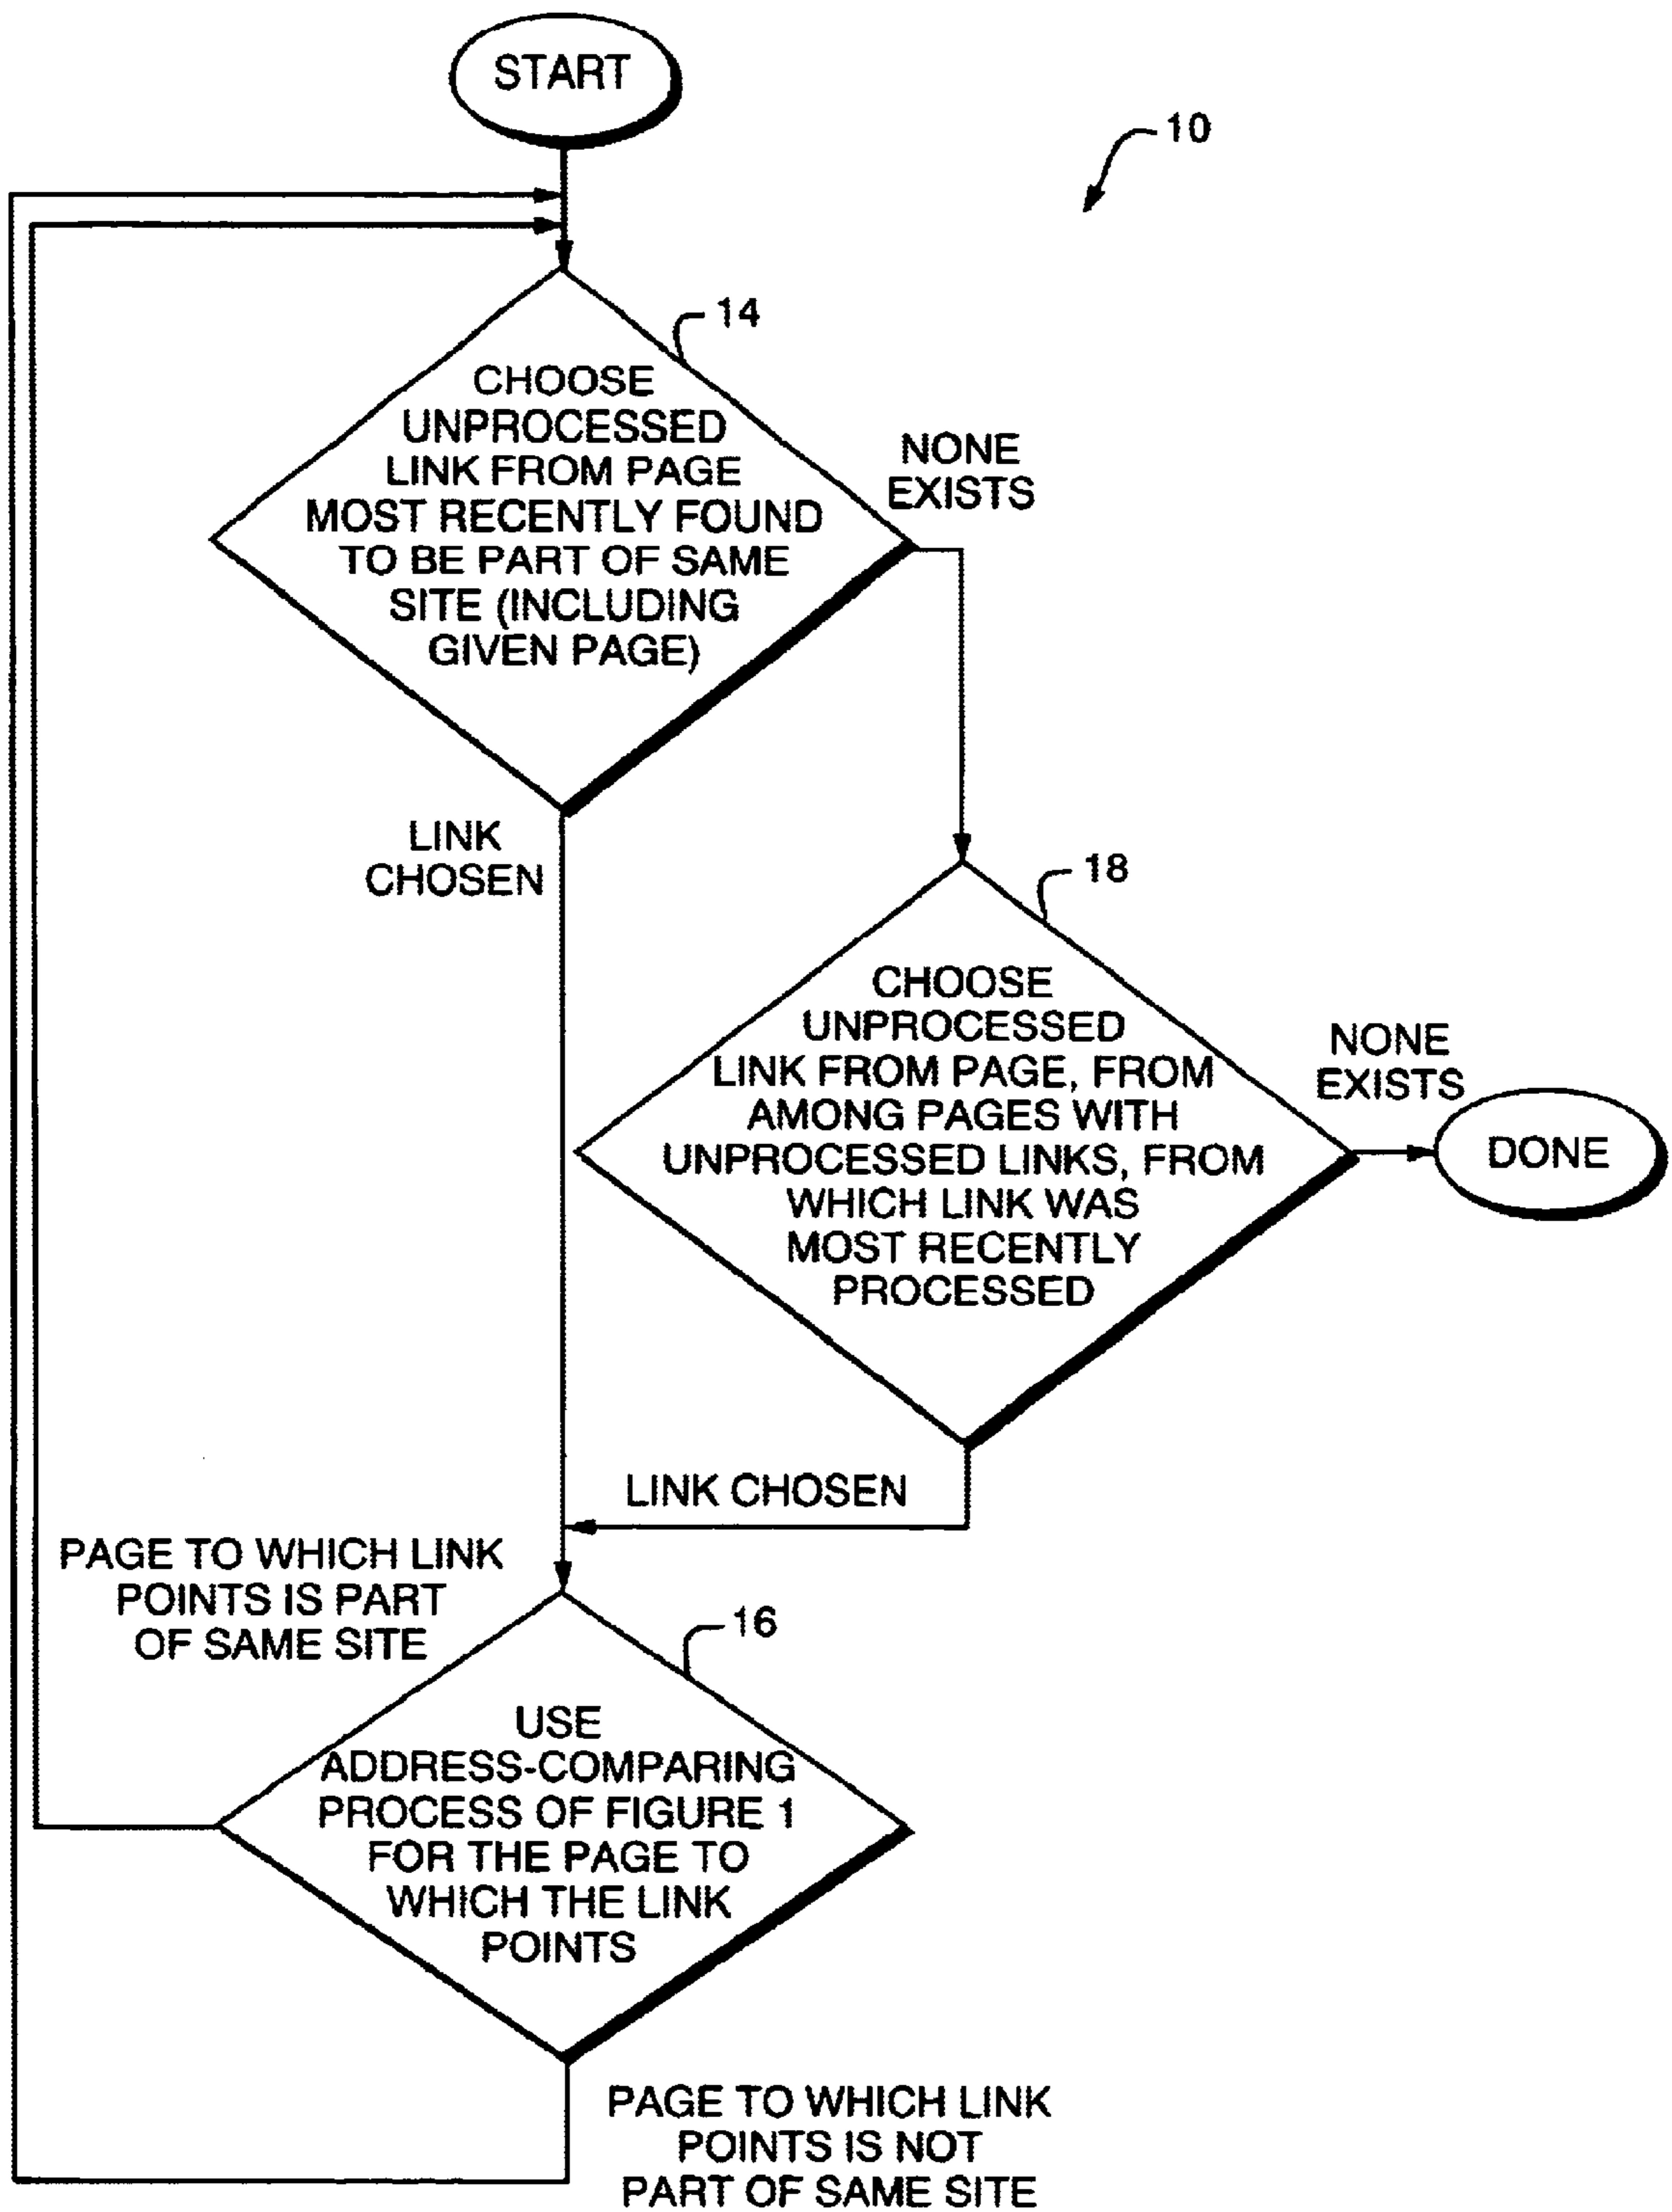 START
10
14
CHOOSE
UNPROCESSED
LINK FROM PAGE
MOST RECENTLY FOUND
TO BE PART OF SAME
SITE (INCLUDING
GIVEN PAGE)
NONE
EXISTS
LINK
CHOSEN
18
CHOOSE
UNPROCESSED
LINK FROM PAGE, FROM
AMONG PAGES WITH
UNPROCESSED LINKS, FROM
WHICH LINK WAS
MOST RECENTLY
PROCESSED
NONE
EXISTS
DONE
LINK CHOSEN
PAGE TO WHICH LINK
POINTS IS PART
OF SAME SITE
16
USE
ADDRESS-COMPARING
PROCESS OF FIGURE 1
FOR THE PAGE TO
WHICH THE LINK
POINTS
PAGE TO WHICH LINK
POINTS IS NOT
PART OF SAME SITE